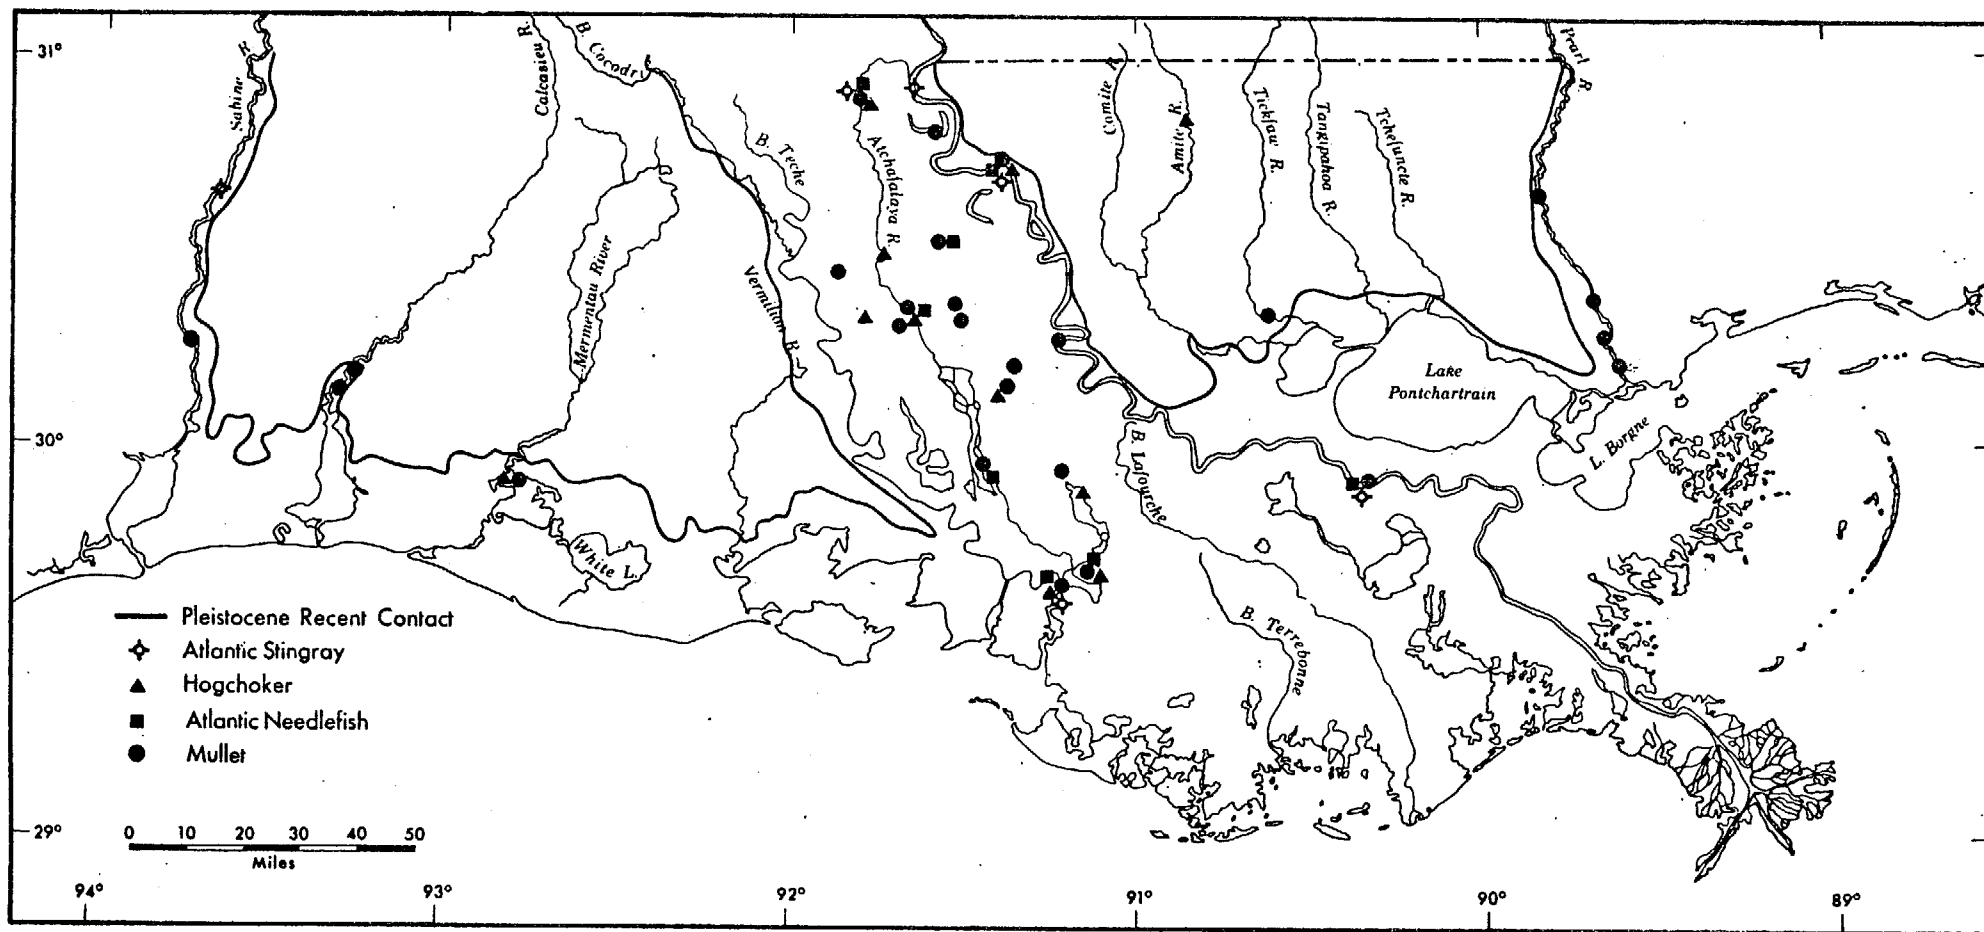 31°
Sabine R.
Calcasieu R.
B. Cocodri
B. Teche
Atchafalaya R.
Comite R.
Amite R.
Tickfaw R.
Tangipahoa R.
Tchefuncte R.
Pearl R.
Mermentau River
Vermilion R.
Lake
Pontchartrain
L. Borgne
30°
B. Lafourche
White L.
B. Terrebonne
Pleistocene Recent Contact
Atlantic Stingray
Hogchoker
Atlantic Needlefish
Mullet
29°
0 10 20 30 40 50
Miles
94° 93° 92° 91° 90° 89°